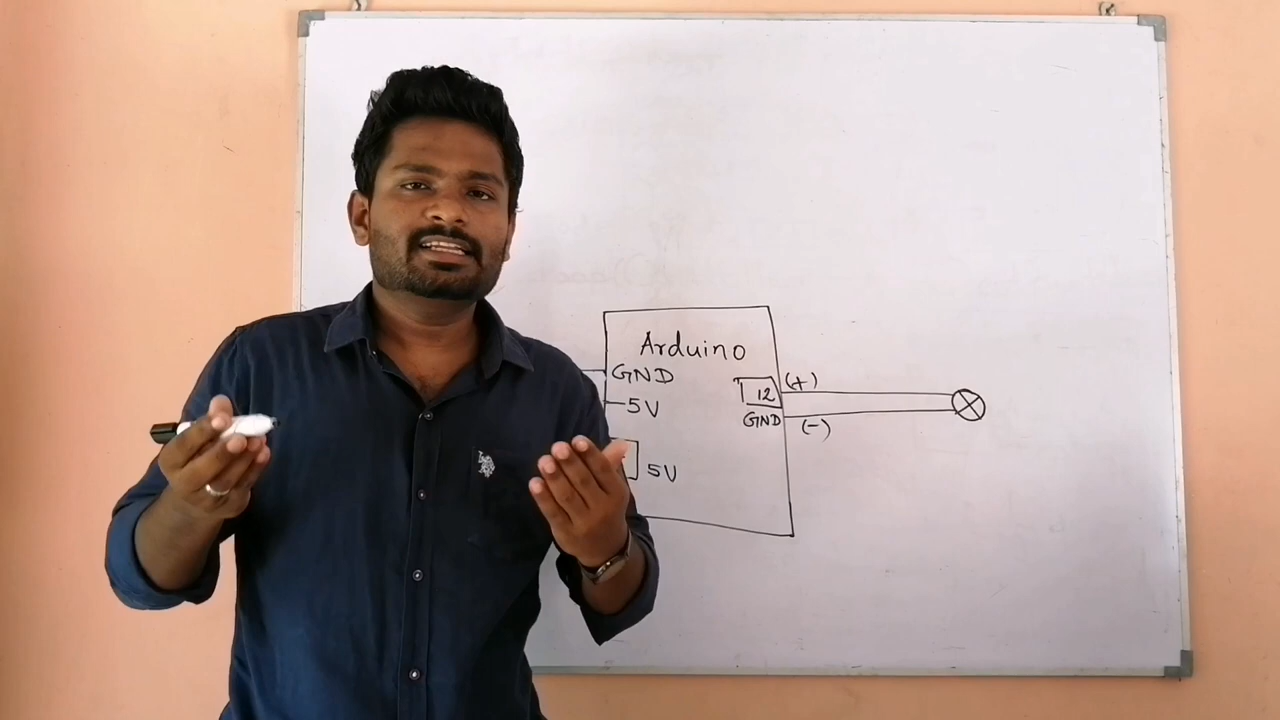 Arduino
GND
5V
12 (+)
GND (-)
5V